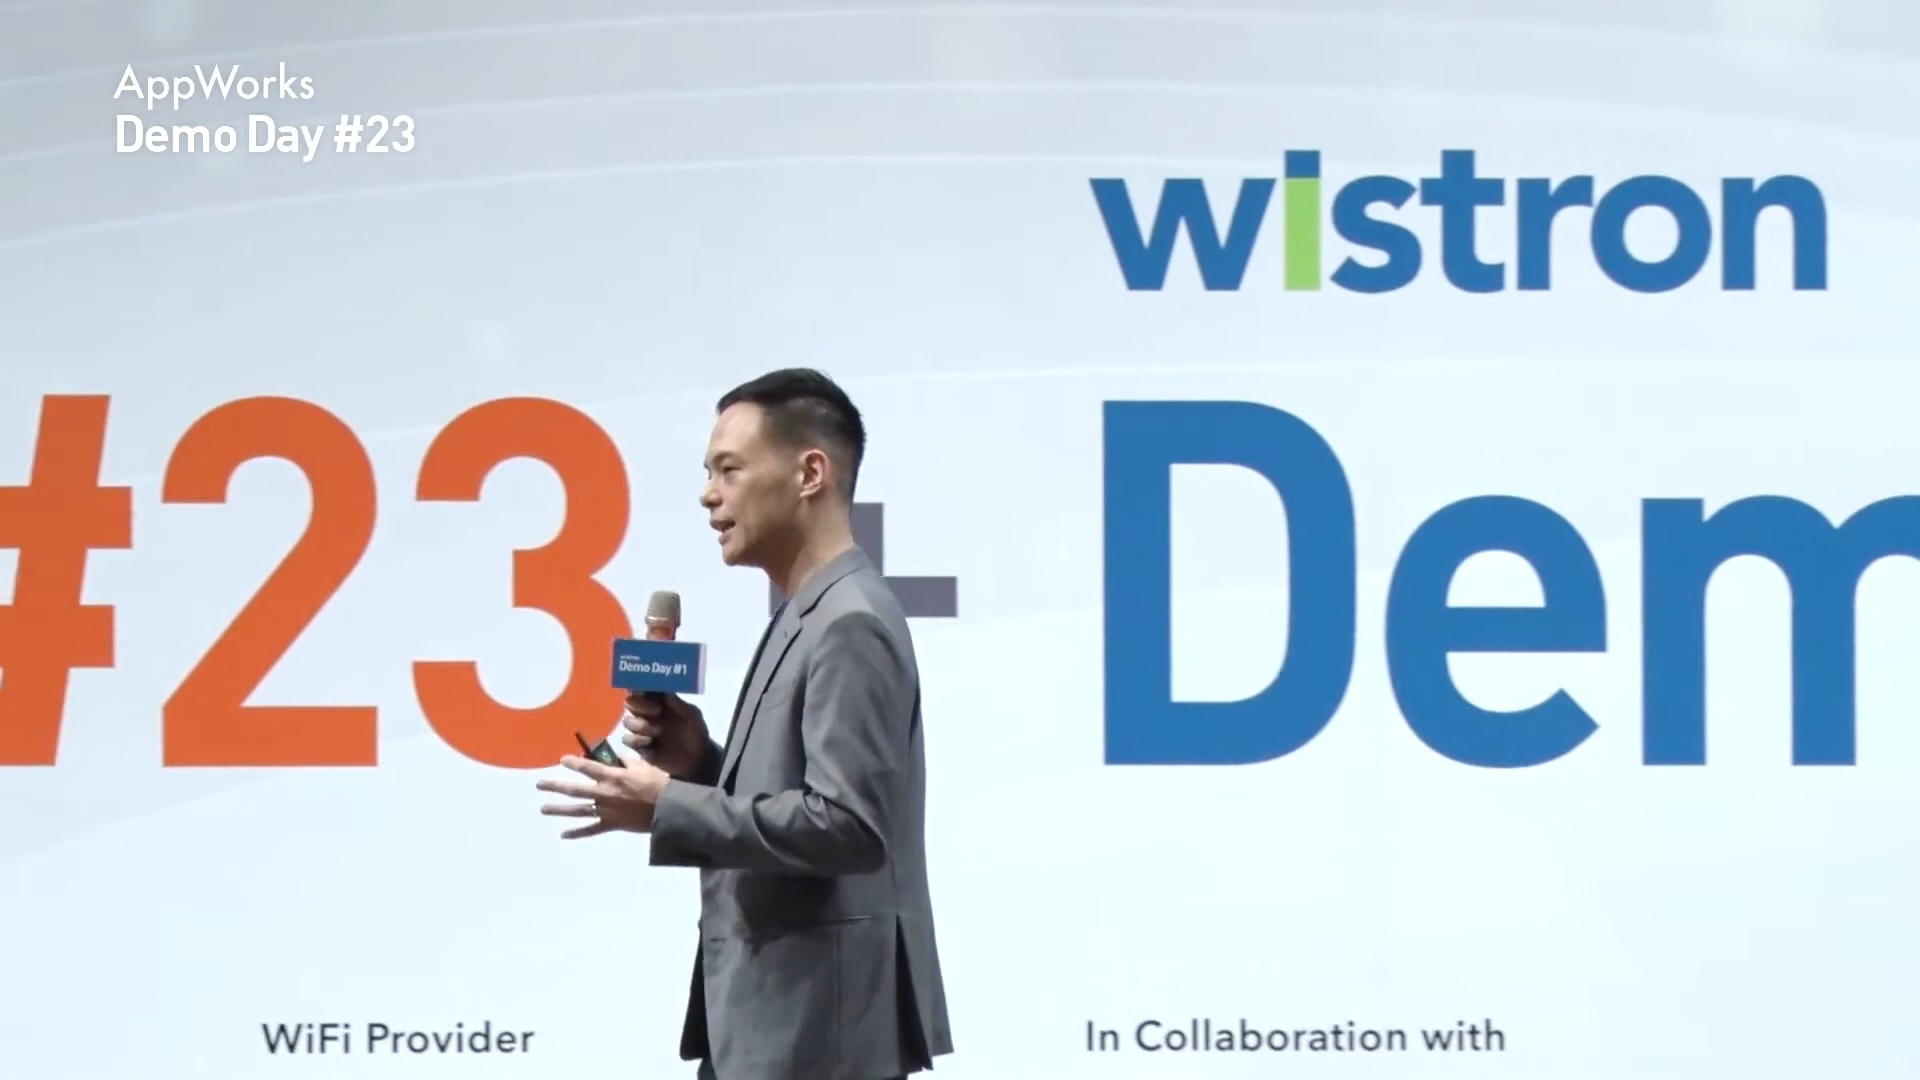 AppWorks
Demo Day #23
wistron
#23 + Dem
Demo Day #1
WiFi Provider
In Collaboration with